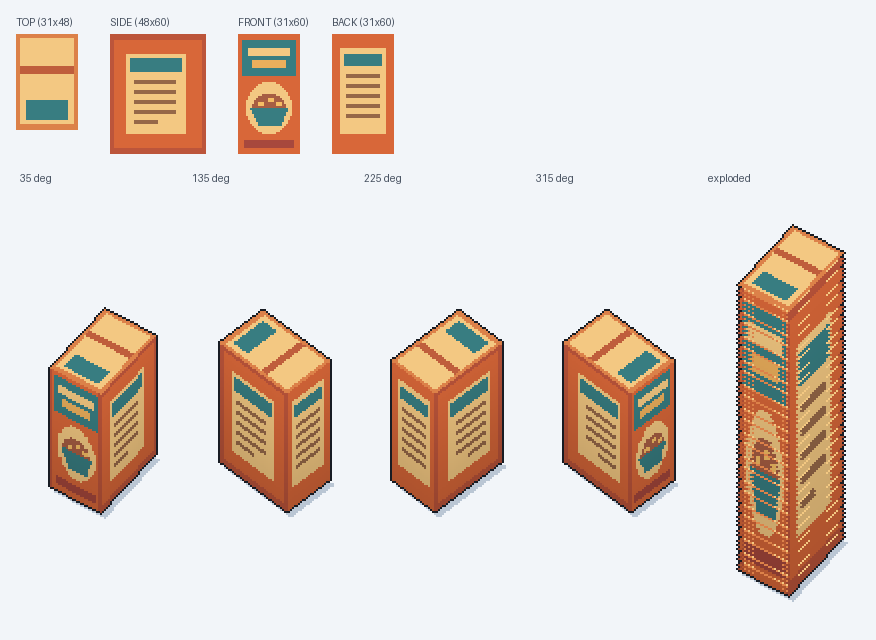 TOP (31x48)
SIDE (48x60)
FRONT (31x60)
BACK (31x60)
35 deg
135 deg
225 deg
315 deg
exploded